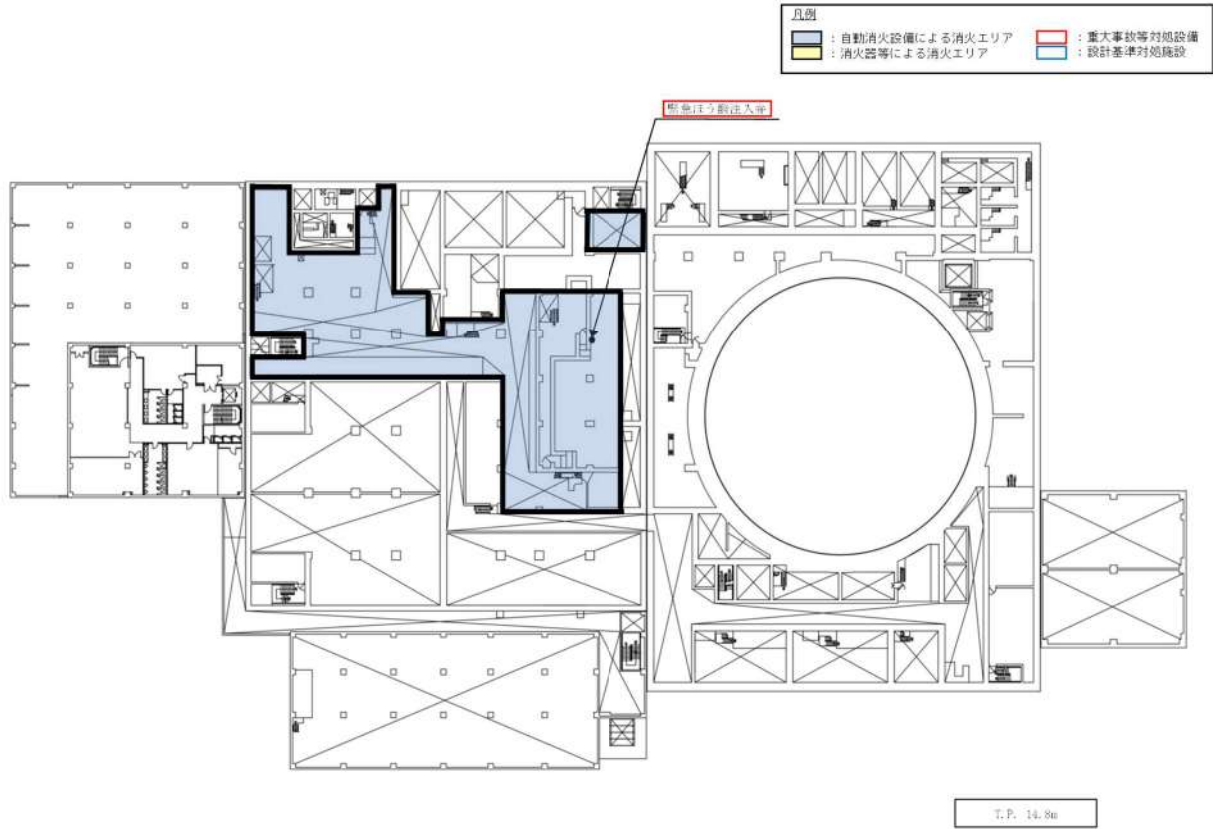 凡例
：自動消火設備による消火エリア
：重大事故等対処設備
：消火器等による消火エリア
：設計基準対処施設
緊急ほう酸注入弁
T.P. 14.8m